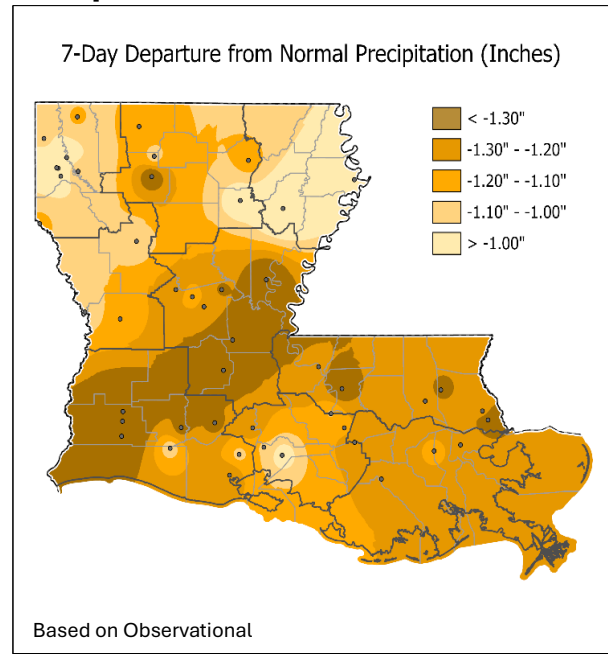 7-Day Departure from Normal Precipitation (Inches)
< -1.30"
-1.30" - -1.20"
-1.20" - -1.10"
-1.10" - -1.00"
> -1.00"
Based on Observational